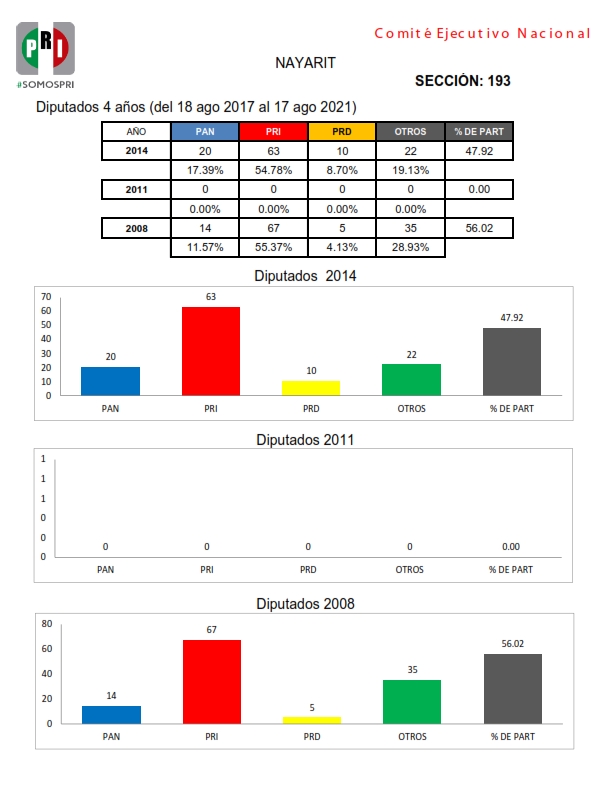 Comité Ejecutivo Nacional
PRI
#SOMOSPRI
NAYARIT
SECCIÓN: 193
Diputados 4 años (del 18 ago 2017 al 17 ago 2021)
AÑO PAN PRI PRD OTROS % DE PART
2014 20 63 10 22 47.92
17.39% 54.78% 8.70% 19.13%
2011 0 0 0 0 0.00
0.00% 0.00% 0.00% 0.00%
2008 14 67 5 35 56.02
11.57% 55.37% 4.13% 28.93%
Diputados 2014
70
60
50
40
30
20
10
0
20 63 10 22 47.92
PAN PRI PRD OTROS % DE PART
Diputados 2011
1
1
1
0
0
0
0 0 0 0 0.00
PAN PRI PRD OTROS % DE PART
Diputados 2008
80
60
40
20
0
14 67 5 35 56.02
PAN PRI PRD OTROS % DE PART